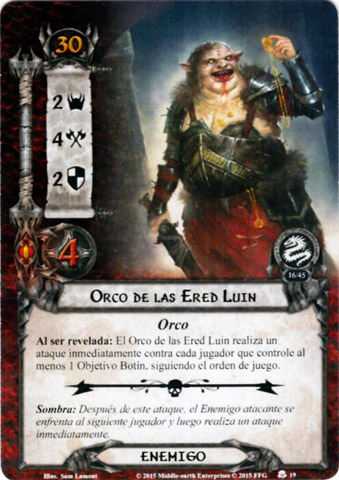 30
2
4
2
4
16/45
Orco de las Ered Luin
Orco
Al ser revelada: El Orco de las Ered Luin realiza un
ataque inmediatamente contra cada jugador que controle al
menos 1 Objetivo Botín, siguiendo el orden de juego.
Sombra: Después de este ataque, el Enemigo atacante se
enfrenta al siguiente jugador y luego realiza un ataque
inmediatamente.
ENEMIGO
Illus. Sam Lamont © 2015 Middle-earth Enterprises © 2015 FFG 19